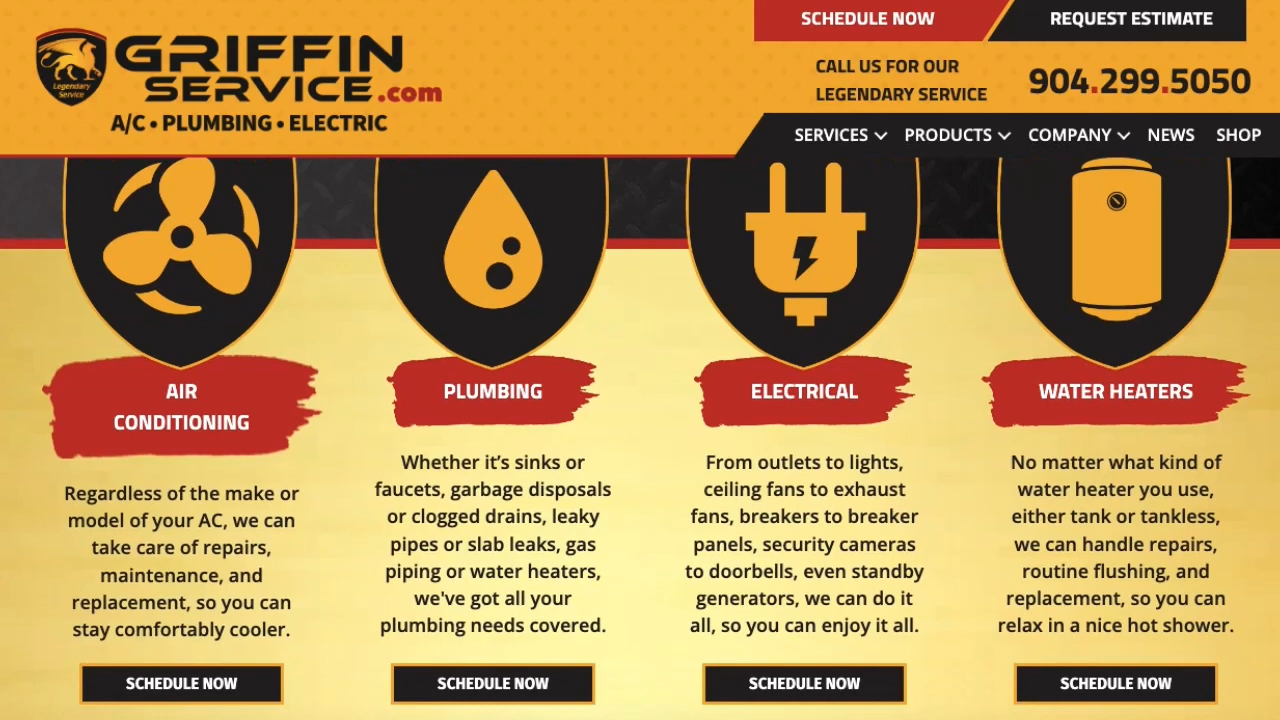 SCHEDULE NOW
REQUEST ESTIMATE
GRIFFIN
SERVICE.com
Legendary
Service
A/C • PLUMBING • ELECTRIC
CALL US FOR OUR
LEGENDARY SERVICE
904.299.5050
SERVICES PRODUCTS COMPANY NEWS SHOP
AIR
CONDITIONING
Regardless of the make or
model of your AC, we can
take care of repairs,
maintenance, and
replacement, so you can
stay comfortably cooler.
SCHEDULE NOW
PLUMBING
Whether it’s sinks or
faucets, garbage disposals
or clogged drains, leaky
pipes or slab leaks, gas
piping or water heaters,
we've got all your
plumbing needs covered.
SCHEDULE NOW
ELECTRICAL
From outlets to lights,
ceiling fans to exhaust
fans, breakers to breaker
panels, security cameras
to doorbells, even standby
generators, we can do it
all, so you can enjoy it all.
SCHEDULE NOW
WATER HEATERS
No matter what kind of
water heater you use,
either tank or tankless,
we can handle repairs,
routine flushing, and
replacement, so you can
relax in a nice hot shower.
SCHEDULE NOW